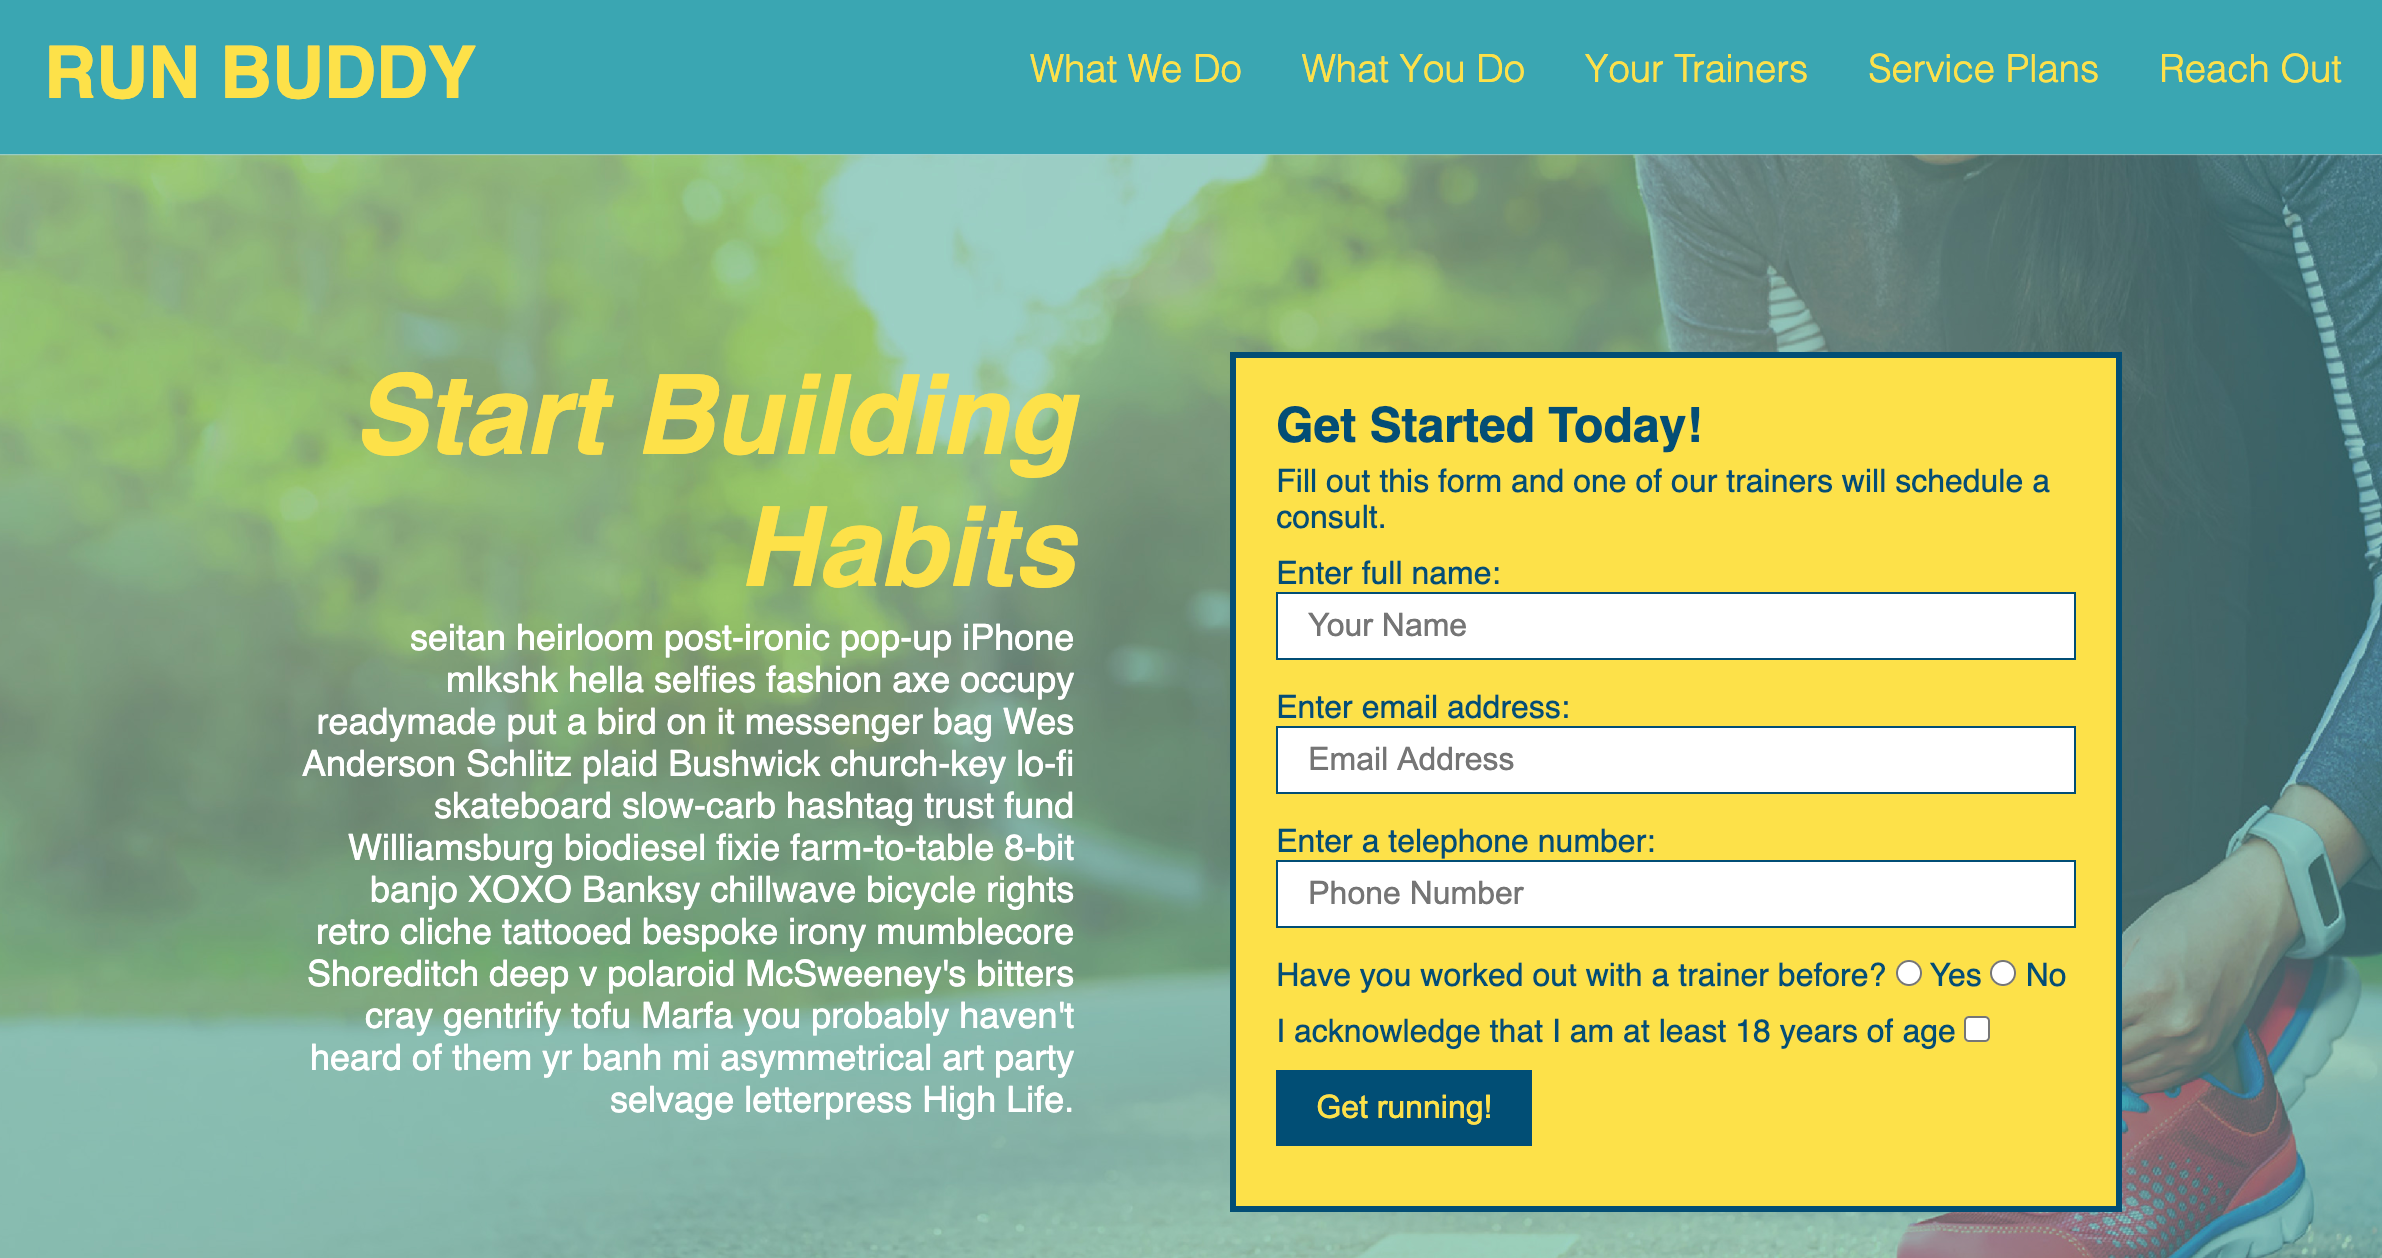 RUN BUDDY
What We Do
What You Do
Your Trainers
Service Plans
Reach Out
Start Building
Habits
seitan heirloom post-ironic pop-up iPhone
mlkshk hella selfies fashion axe occupy
readymade put a bird on it messenger bag Wes
Anderson Schlitz plaid Bushwick church-key lo-fi
skateboard slow-carb hashtag trust fund
Williamsburg biodiesel fixie farm-to-table 8-bit
banjo XOXO Banksy chillwave bicycle rights
retro cliche tattooed bespoke irony mumblecore
Shoreditch deep v polaroid McSweeney's bitters
cray gentrify tofu Marfa you probably haven't
heard of them yr banh mi asymmetrical art party
selvage letterpress High Life.
Get Started Today!
Fill out this form and one of our trainers will schedule a
consult.
Enter full name:
Your Name
Enter email address:
Email Address
Enter a telephone number:
Phone Number
Have you worked out with a trainer before? Yes No
I acknowledge that I am at least 18 years of age
Get running!